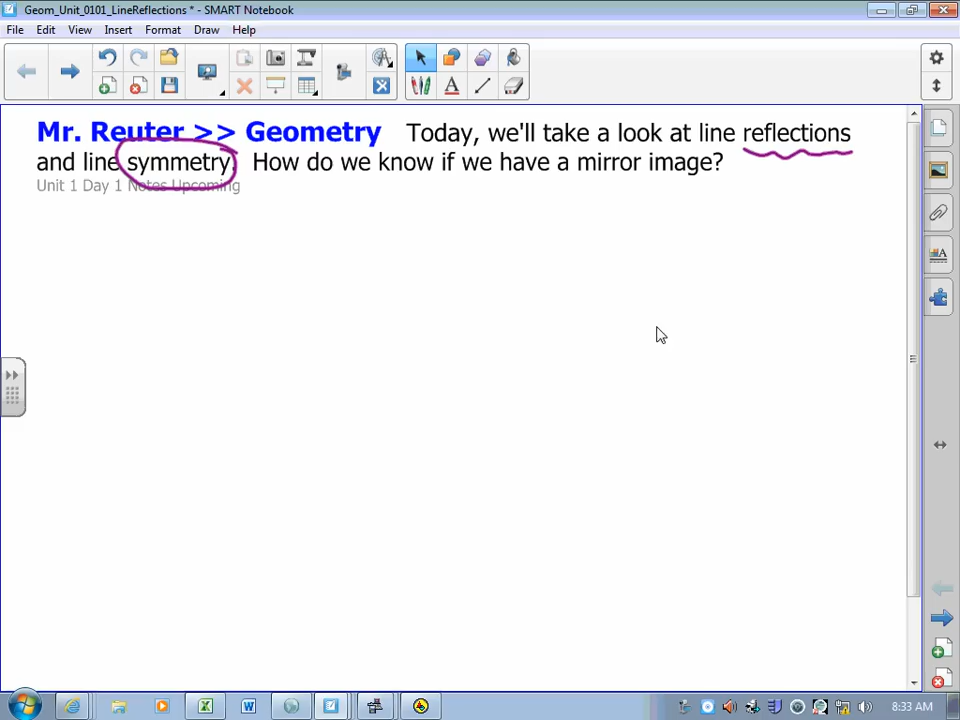 Geom_Unit_0101_LineReflections * - SMART Notebook
File Edit View Insert Format Draw Help
Mr. Reuter >> Geometry Today, we'll take a look at line reflections
and line symmetry. How do we know if we have a mirror image?
Unit 1 Day 1 Notes Upcoming
8:33 AM